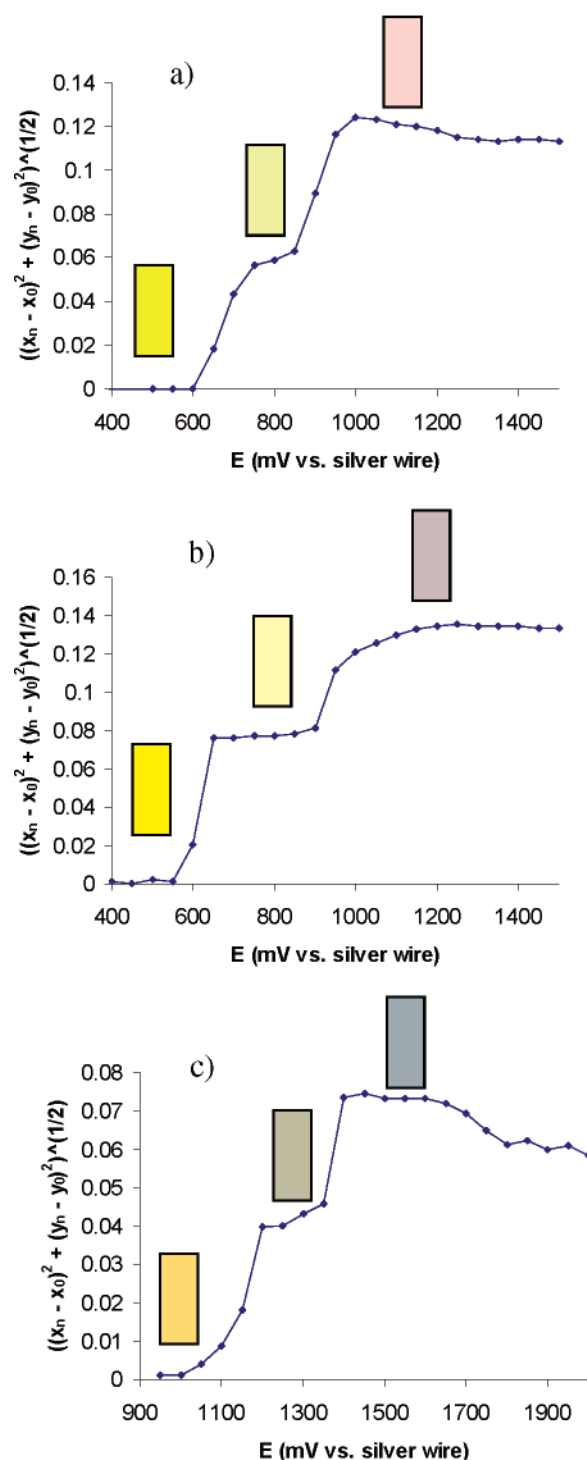 a)
0.14
0.12
0.1
0.08
0.06
0.04
0.02
0
((xn - x0)2 + (yn - y0)2)^(1/2)
400 600 800 1000 1200 1400
E (mV vs. silver wire)
b)
0.16
0.14
0.12
0.1
0.08
0.06
0.04
0.02
0
((xn - x0)2 + (yn - y0)2)^(1/2)
400 600 800 1000 1200 1400
E (mV vs. silver wire)
c)
0.08
0.07
0.06
0.05
0.04
0.03
0.02
0.01
0
((xn - x0)2 + (yn - y0)2)^(1/2)
900 1100 1300 1500 1700 1900
E (mV vs. silver wire)